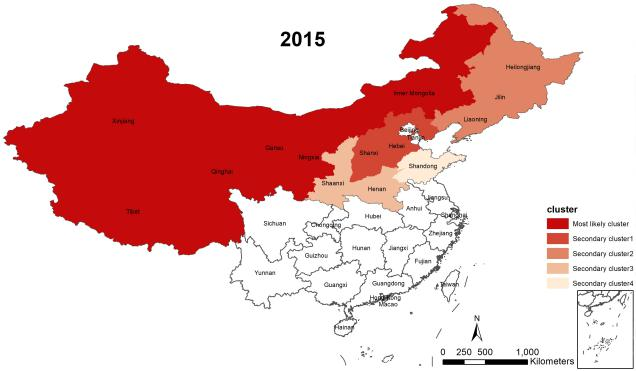 2015
Heilongjiang
Jilin
Inner Mongolia
Liaoning
Xinjiang
Beijing
Tianjin
Gansu
Hebei
Ningxia
Shanxi
Qinghai
Shandong
Shaanxi
Henan
Tibet
Jiangsu
Anhui
Shanghai
Hubei
Sichuan
Chongqing
Zhejiang
Hunan
Jiangxi
Guizhou
Fujian
Yunnan
Guangxi
Guangdong
Taiwan
Hong Kong
Macao
Hainan
cluster
Most likely cluster
Secondary cluster1
Secondary cluster2
Secondary cluster3
Secondary cluster4
N
0 250 500 1,000
Kilometers